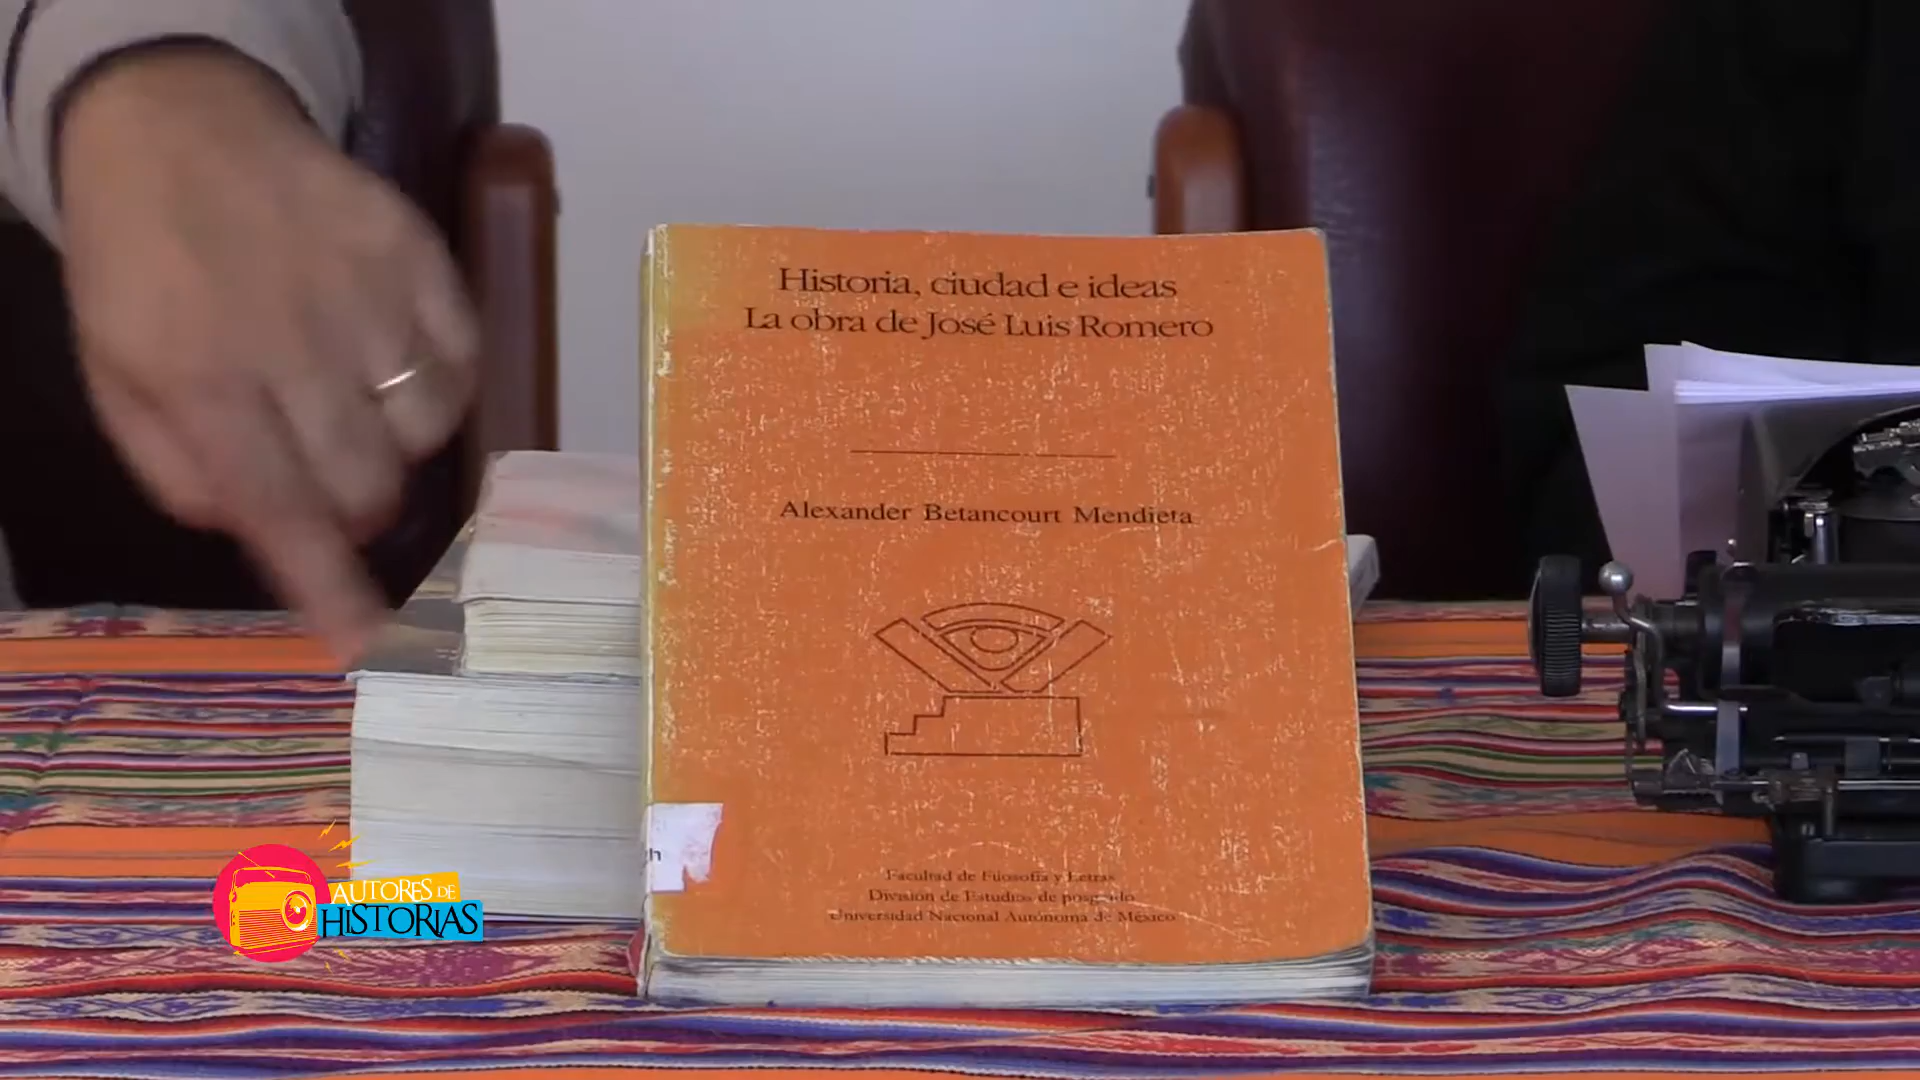 Historia, ciudad e ideas
La obra de José Luis Romero
Alexander Betancourt Mendieta
Facultad de Filosofía y Letras
División de Estudios de posgrado
Universidad Nacional Autónoma de México
AUTORES DE
HISTORIAS